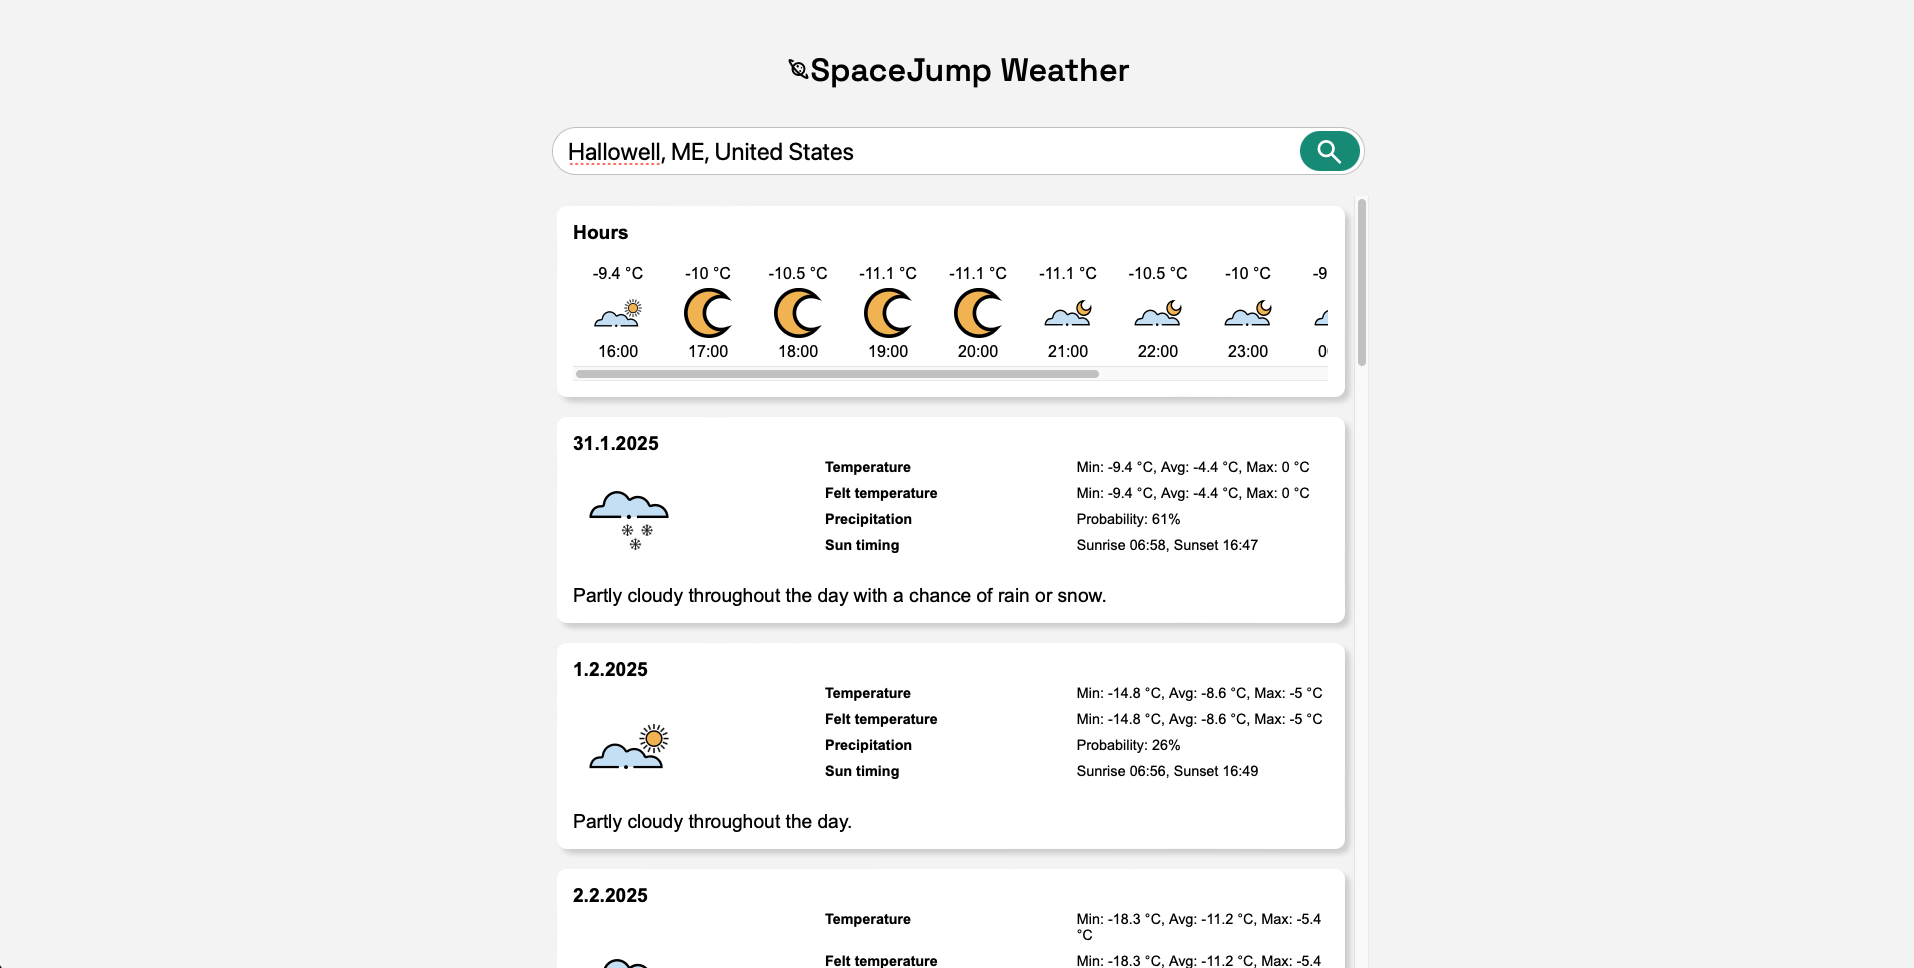 SpaceJump Weather
Hallowell, ME, United States
Hours
-9.4 °C -10 °C -10.5 °C -11.1 °C -11.1 °C -11.1 °C -10.5 °C -10 °C -9
16:00 17:00 18:00 19:00 20:00 21:00 22:00 23:00 0
31.1.2025
Temperature Min: -9.4 °C, Avg: -4.4 °C, Max: 0 °C
Felt temperature Min: -9.4 °C, Avg: -4.4 °C, Max: 0 °C
Precipitation Probability: 61%
Sun timing Sunrise 06:58, Sunset 16:47
Partly cloudy throughout the day with a chance of rain or snow.
1.2.2025
Temperature Min: -14.8 °C, Avg: -8.6 °C, Max: -5 °C
Felt temperature Min: -14.8 °C, Avg: -8.6 °C, Max: -5 °C
Precipitation Probability: 26%
Sun timing Sunrise 06:56, Sunset 16:49
Partly cloudy throughout the day.
2.2.2025
Temperature Min: -18.3 °C, Avg: -11.2 °C, Max: -5.4
°C
Felt temperature Min: -18.3 °C, Avg: -11.2 °C, Max: -5.4